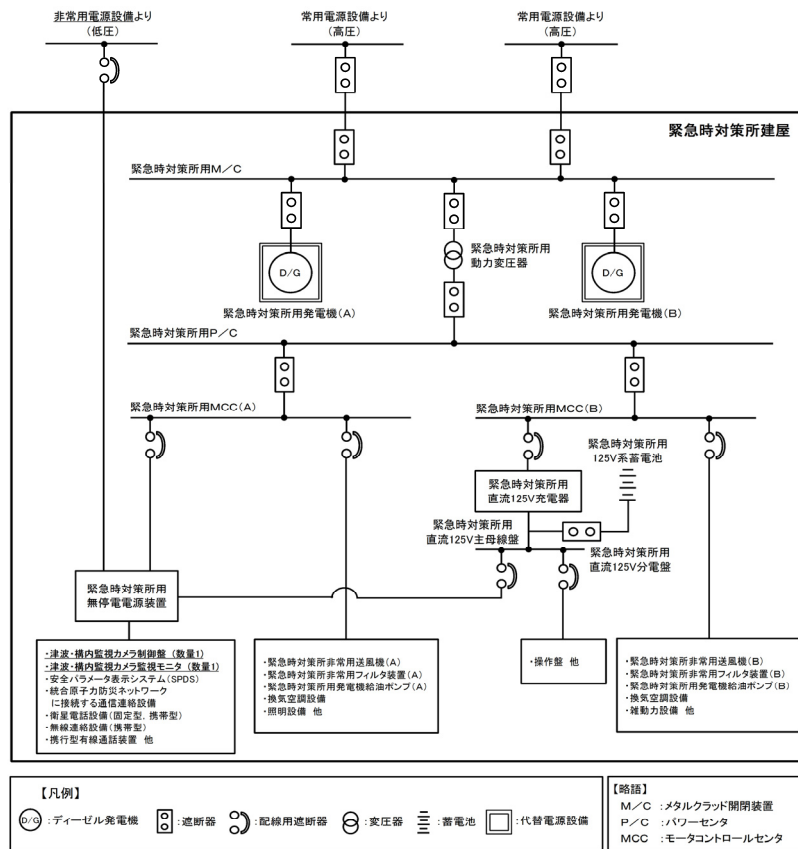 非常用電源設備より
(低圧)
常用電源設備より
(高圧)
常用電源設備より
(高圧)
緊急時対策所建屋
緊急時対策所用M/C
D/G
緊急時対策所用発電機(A)
緊急時対策所用
動力変圧器
D/G
緊急時対策所用発電機(B)
緊急時対策所用P/C
緊急時対策所用MCC(A)
緊急時対策所用MCC(B)
緊急時対策所用
125V系蓄電池
緊急時対策所用
直流125V充電器
緊急時対策所用
直流125V主母線盤
緊急時対策所用
直流125V分電盤
緊急時対策所用
無停電電源装置
・津波・構内監視カメラ制御盤(数量1)
・津波・構内監視カメラ監視モニタ(数量1)
・安全パラメータ表示システム(SPDS)
・統合原子力防災ネットワーク
に接続する通信連絡設備
・衛星電話設備(固定型,携帯型)
・無線連絡設備(携帯型)
・携行型有線通話装置 他
・緊急時対策所非常用送風機(A)
・緊急時対策所非常用フィルタ装置(A)
・緊急時対策所用発電機給油ポンプ(A)
・換気空調設備
・照明設備 他
・操作盤 他
・緊急時対策所非常用送風機(B)
・緊急時対策所非常用フィルタ装置(B)
・緊急時対策所用発電機給油ポンプ(B)
・換気空調設備
・雑動力設備 他
【凡例】
D/G :ディーゼル発電機 :遮断器 :配線用遮断器 :変圧器 :蓄電池 :代替電源設備
【略語】
M/C :メタルクラッド開閉装置
P/C :パワーセンタ
MCC :モータコントロールセンタ